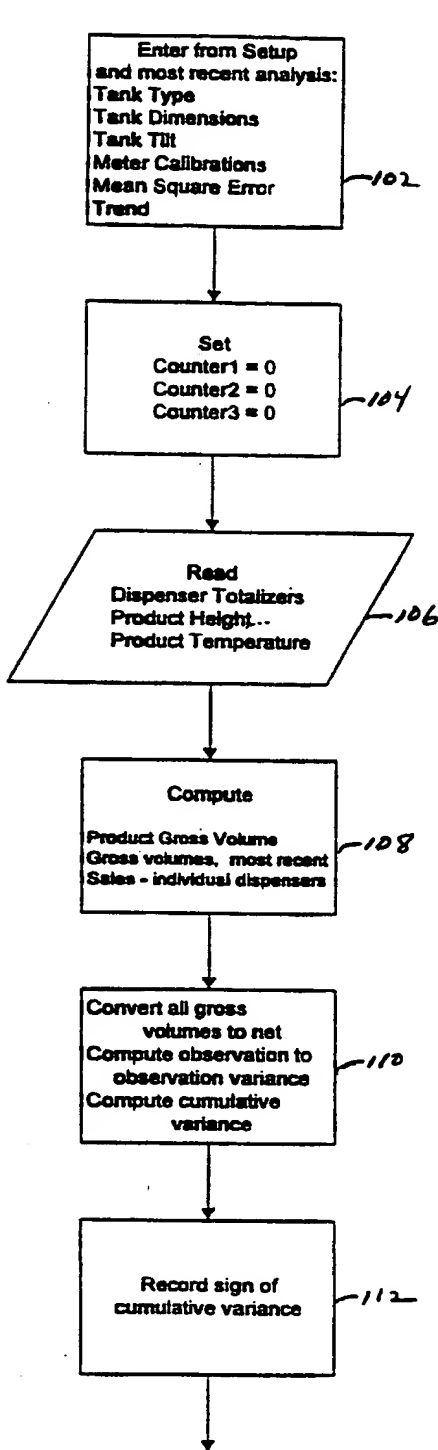 Enter from Setup
and most recent analysis:
Tank Type
Tank Dimensions
Tank Tilt
Meter Calibrations
Mean Square Error
Trend
102
Set
Counter1 = 0
Counter2 = 0
Counter3 = 0
104
Read
Dispenser Totalizers
Product Height...
Product Temperature
106
Compute
Product Gross Volume
Gross volumes, most recent
Sales - individual dispensers
108
Convert all gross
volumes to net
Compute observation to
observation variance
Compute cumulative
variance
110
Record sign of
cumulative variance
112